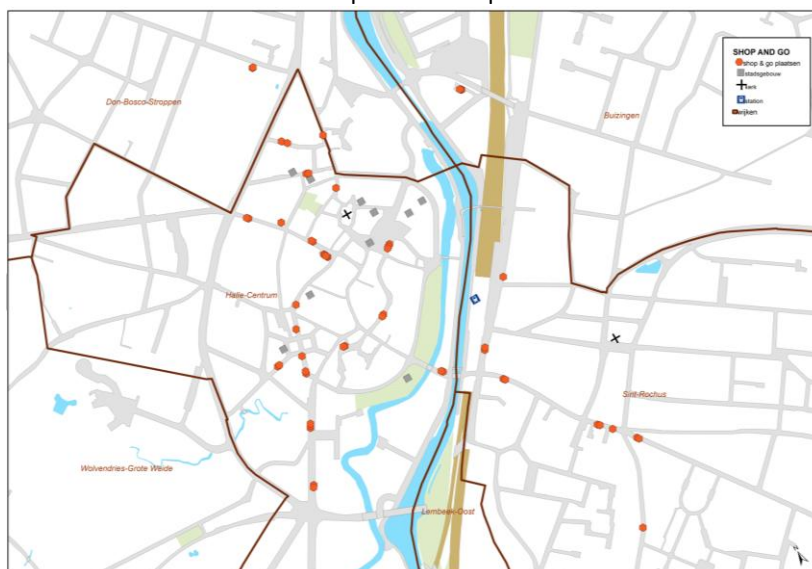 SHOP AND GO
shop & go plaatsen
stadsgebouw
kerk
station
wijken
Don-Bosco-Stroppen
Buizingen
Halle-Centrum
Sint-Rochus
Wolvendries-Grote Weide
Lembeek-Oost